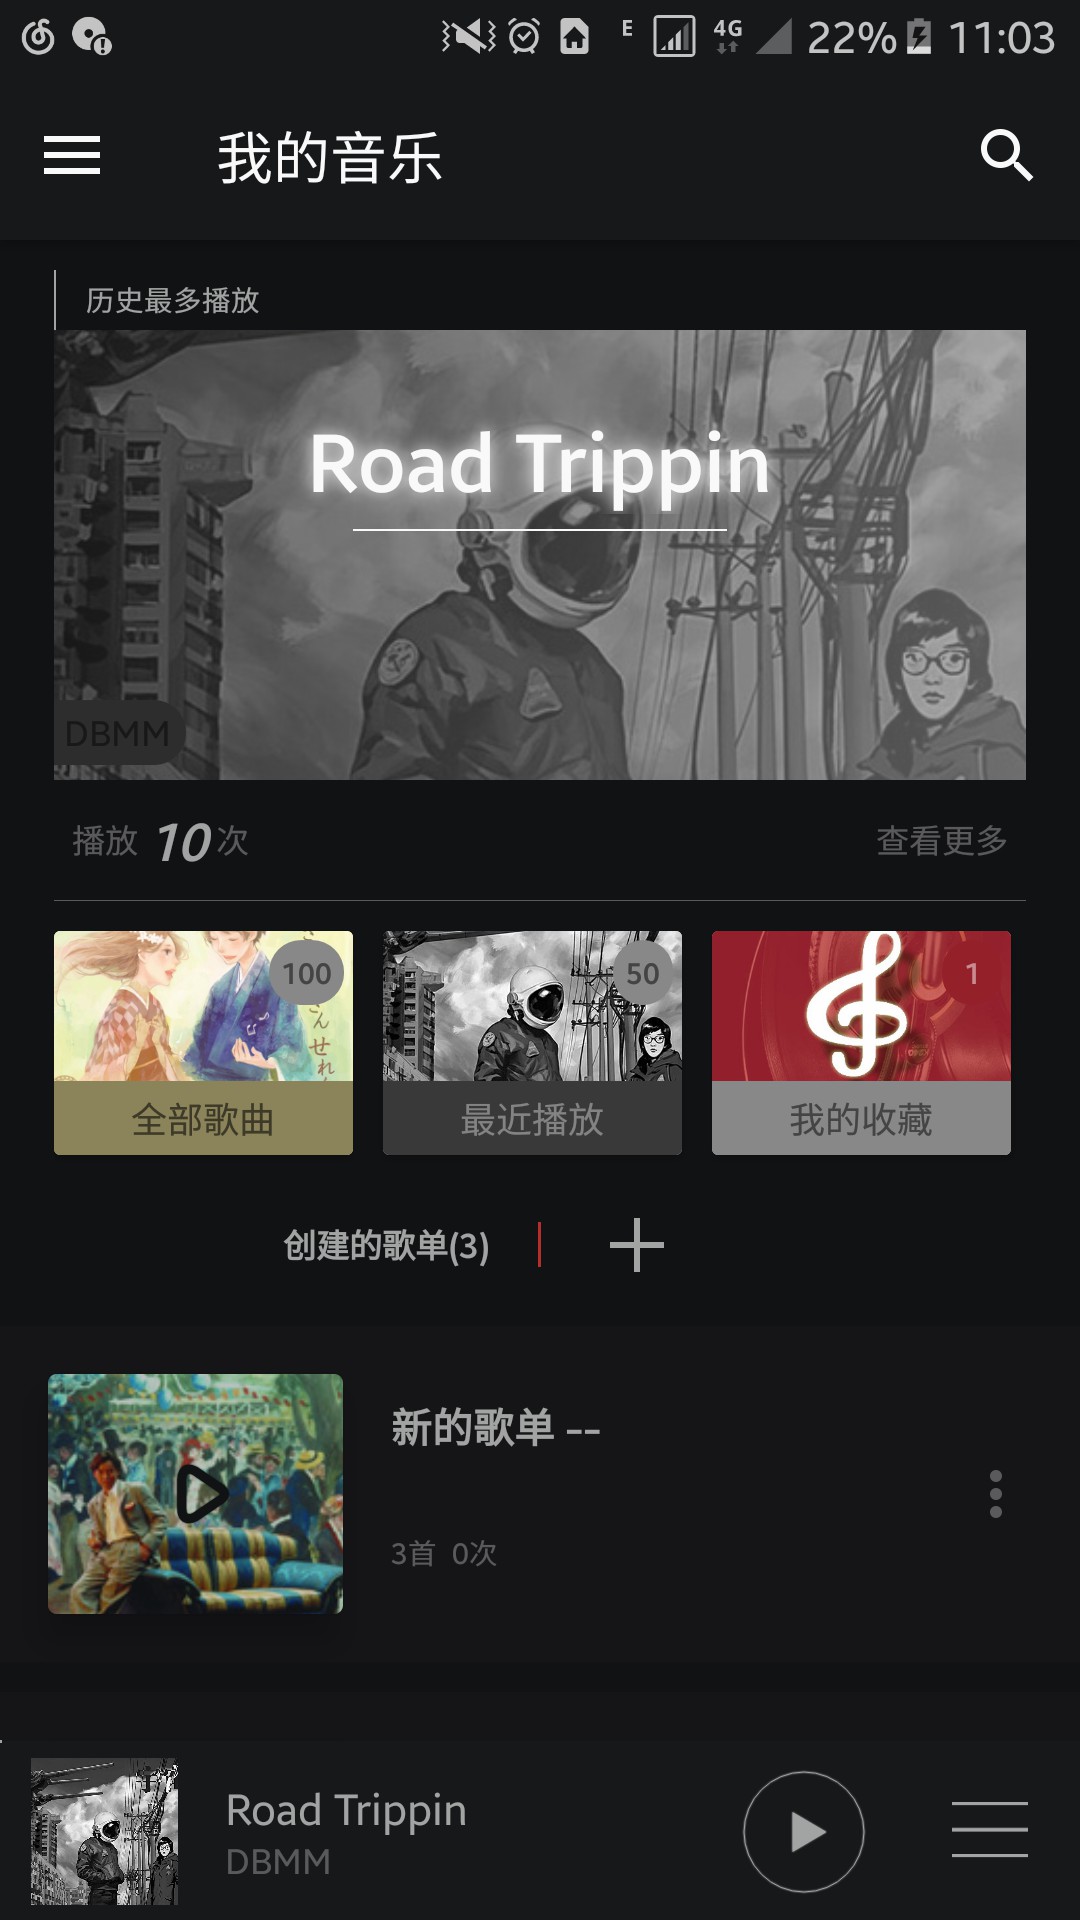 E 4G 22% 11:03
我的音乐
历史最多播放
Road Trippin
DBMM
播放 10 次
查看更多
100
50
1
全部歌曲
最近播放
我的收藏
创建的歌单(3)
新的歌单 --
3首 0次
Road Trippin
DBMM